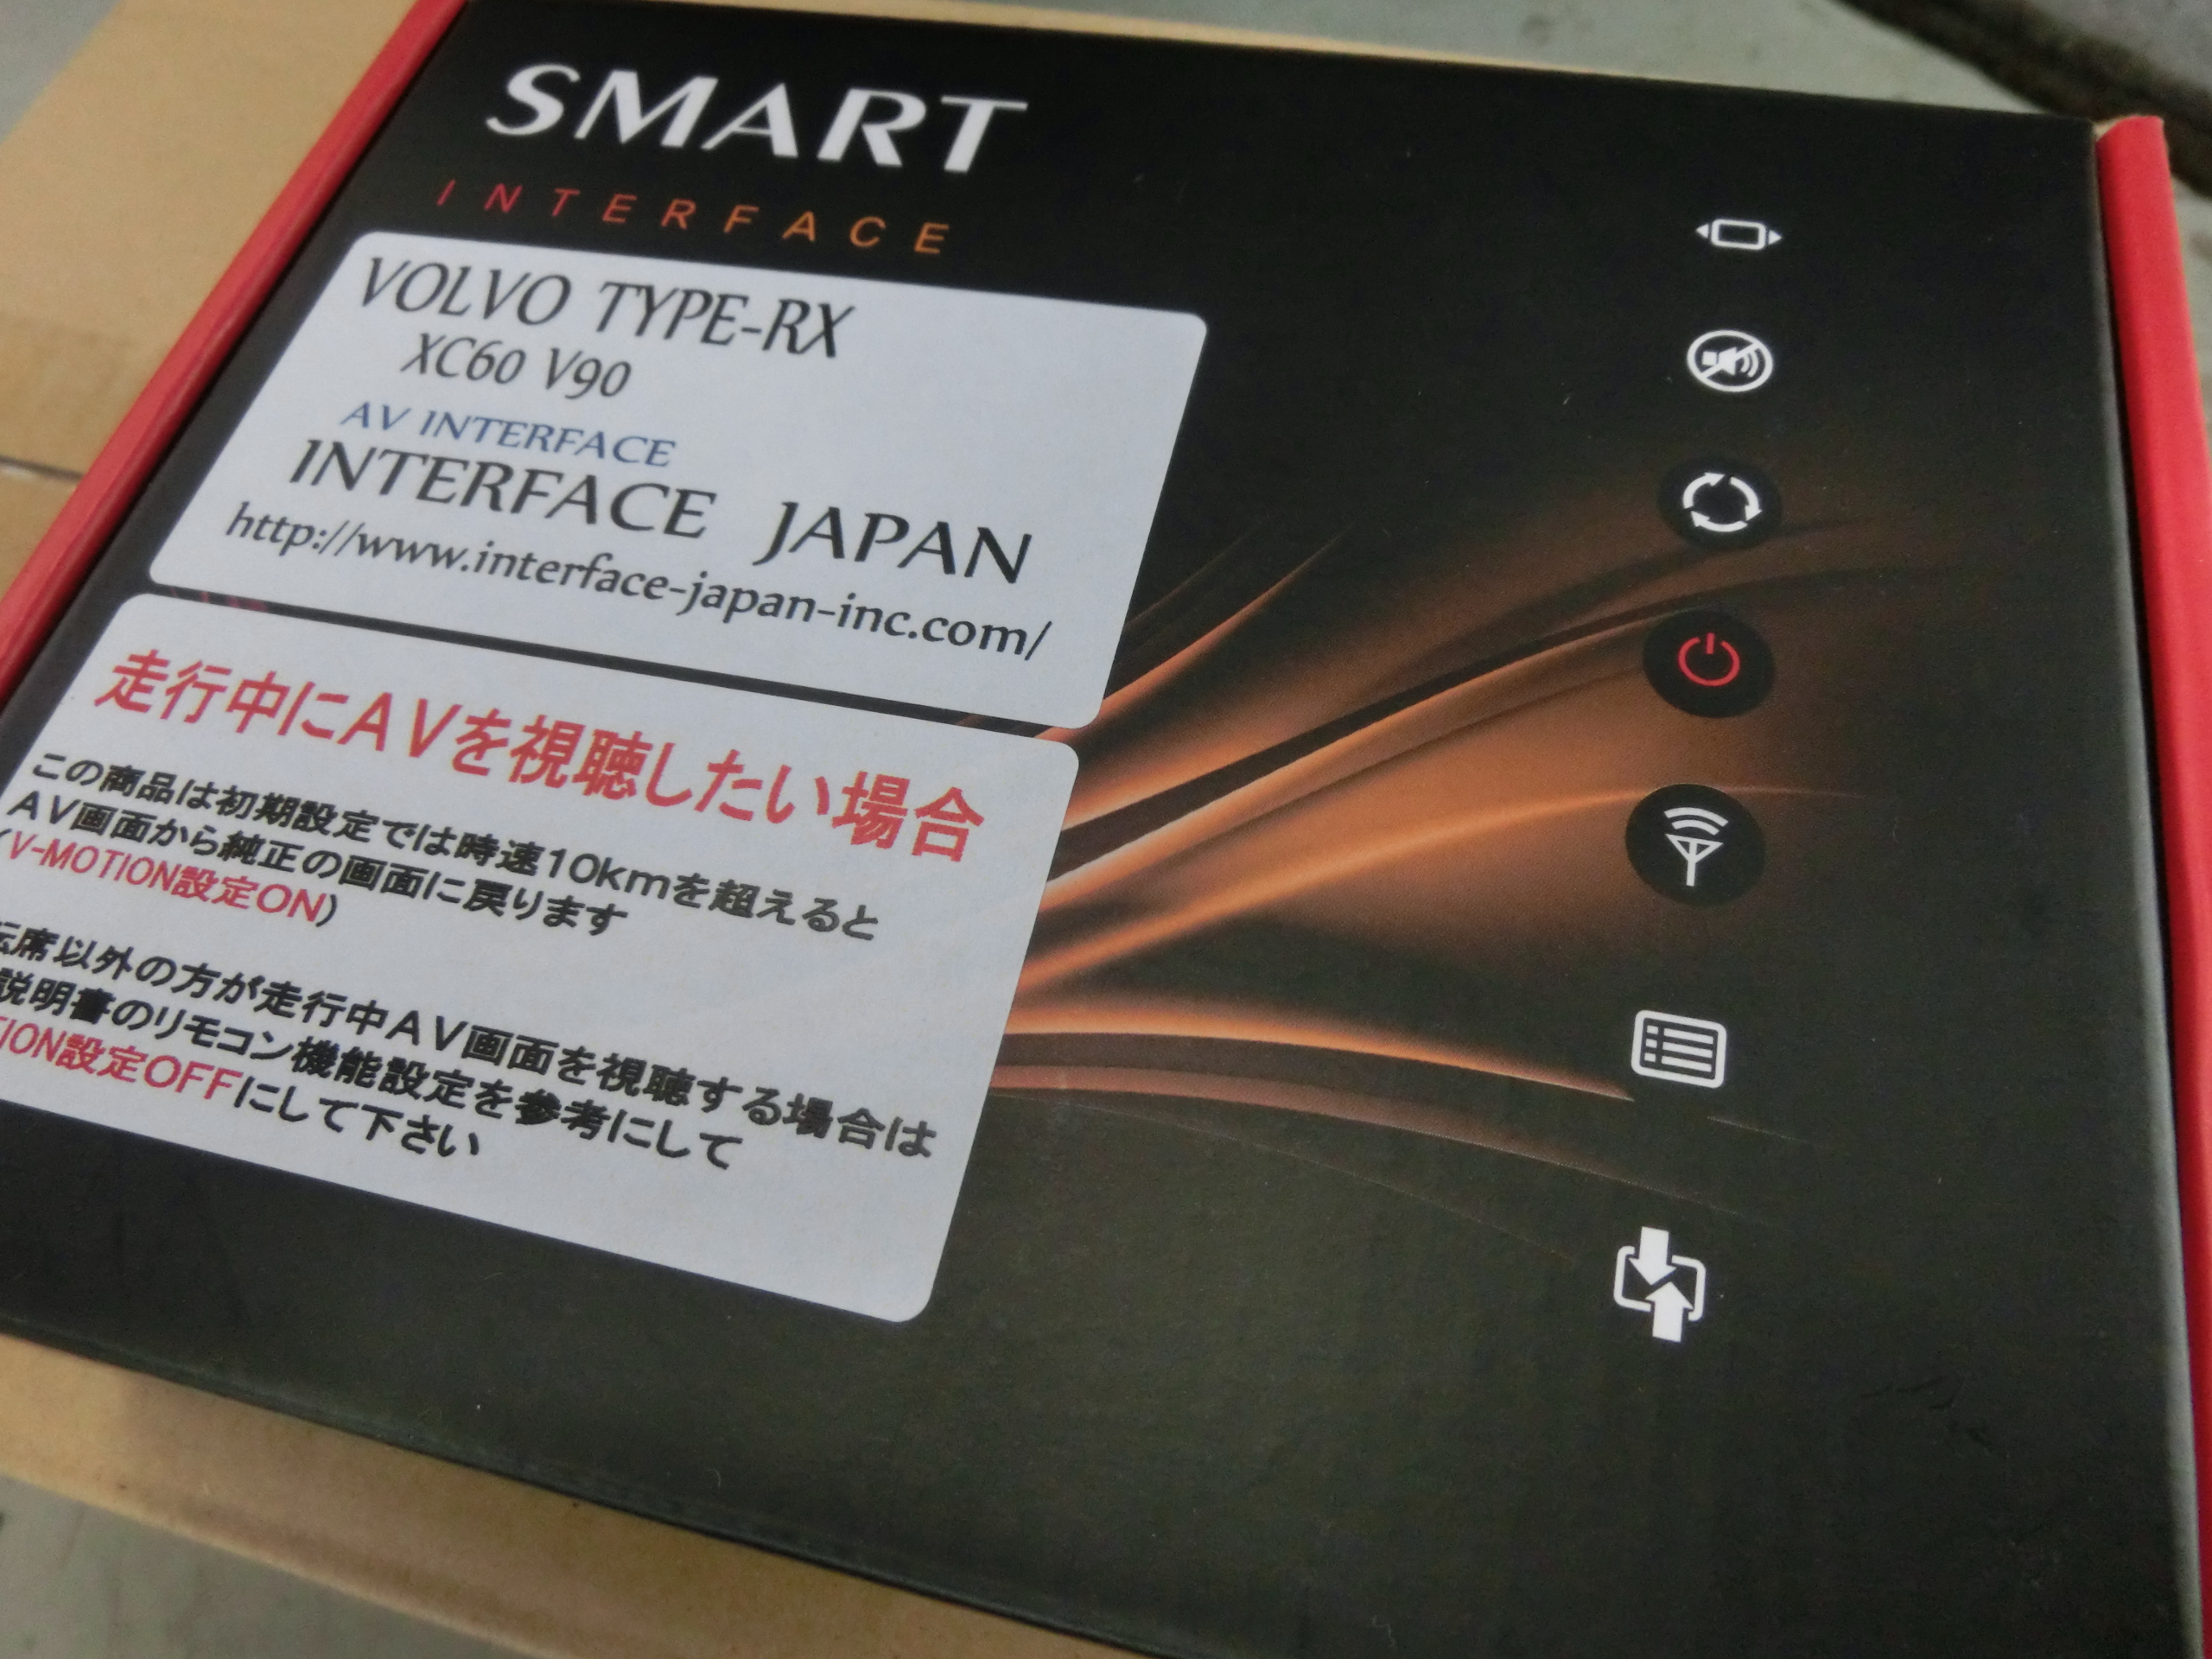 SMART
INTERFACE
VOLVO TYPE-RX
XC60 V90
AV INTERFACE
INTERFACE JAPAN
http://www.interface-japan-inc.com/
走行中にAVを視聴したい場合
この商品は初期設定では時速10kmを超えると
AV画面から純正の画面に戻ります
(V-MOTION設定ON)
席以外の方が走行中AV画面を視聴する場合は
説明書のリモコン機能設定を参考にして
TION設定OFFにして下さい